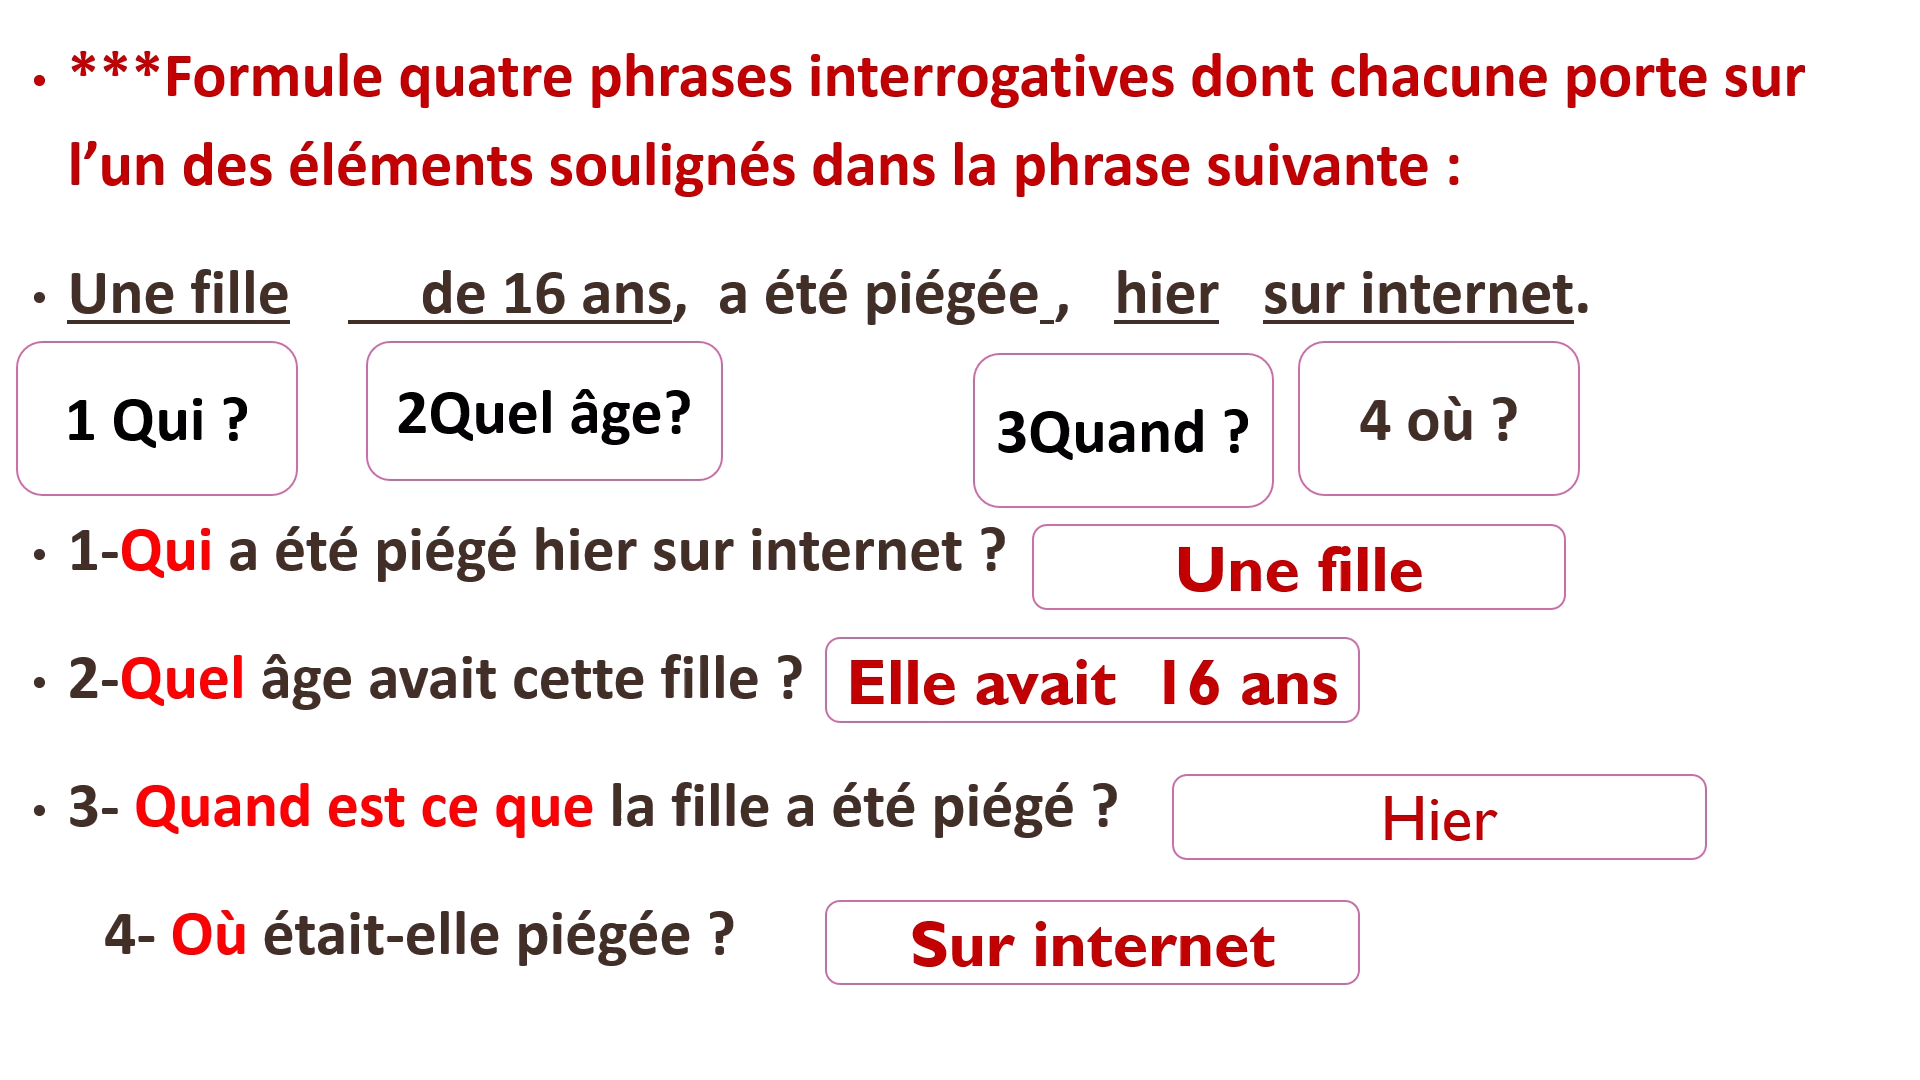 • ***Formule quatre phrases interrogatives dont chacune porte sur
l’un des éléments soulignés dans la phrase suivante :
• Une fille de 16 ans, a été piégée , hier sur internet.
1 Qui ? 2Quel âge? 3Quand ? 4 où ?
• 1-Qui a été piégé hier sur internet ? Une fille
• 2-Quel âge avait cette fille ? Elle avait 16 ans
• 3- Quand est ce que la fille a été piégé ? Hier
4- Où était-elle piégée ? Sur internet